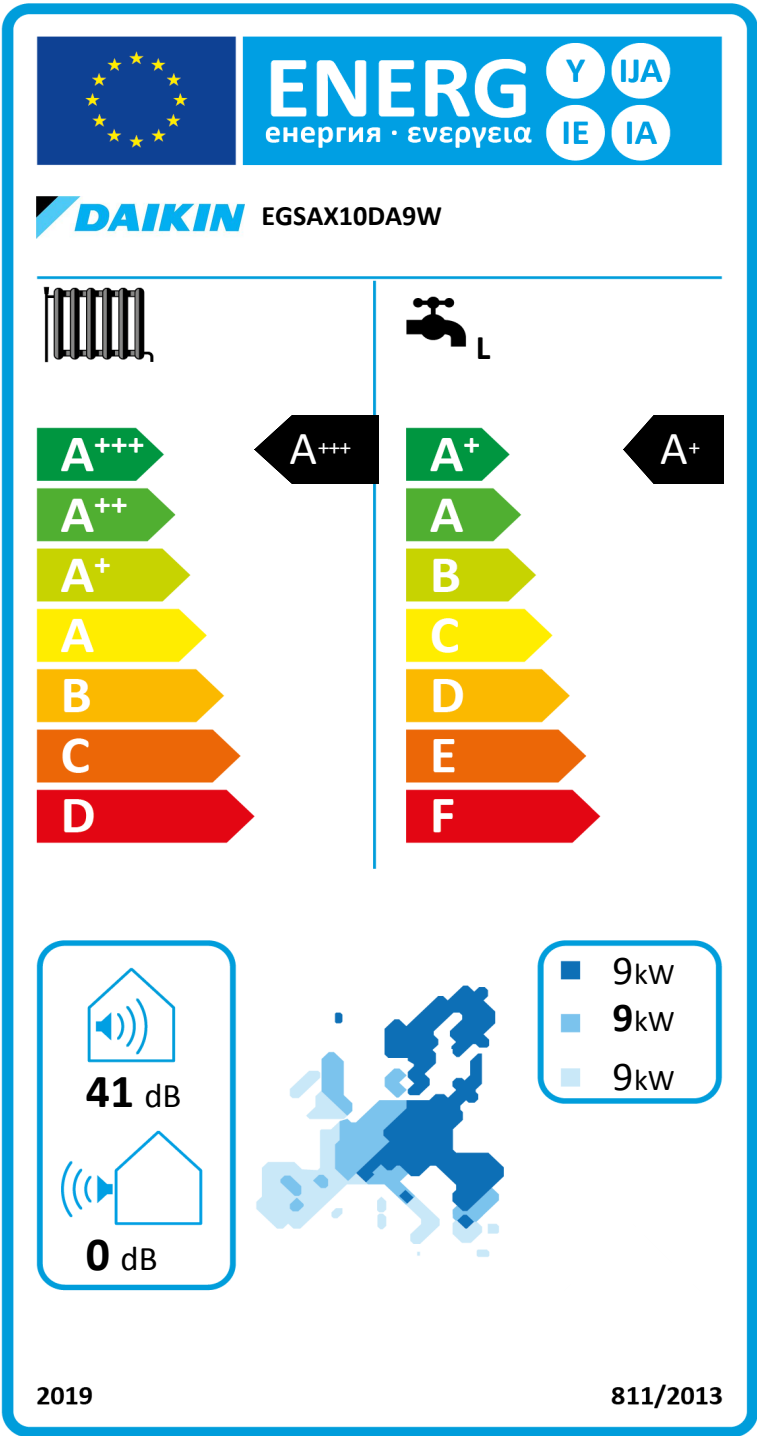 ENERG Y IJA
енергия · ενεργεια IE IA
DAIKIN EGSAX10DA9W
L
A+++ A+++
A++
A+
A
B
C
D
A+ A+
A
B
C
D
E
F
41 dB
0 dB
9kW
9kW
9kW
2019 811/2013